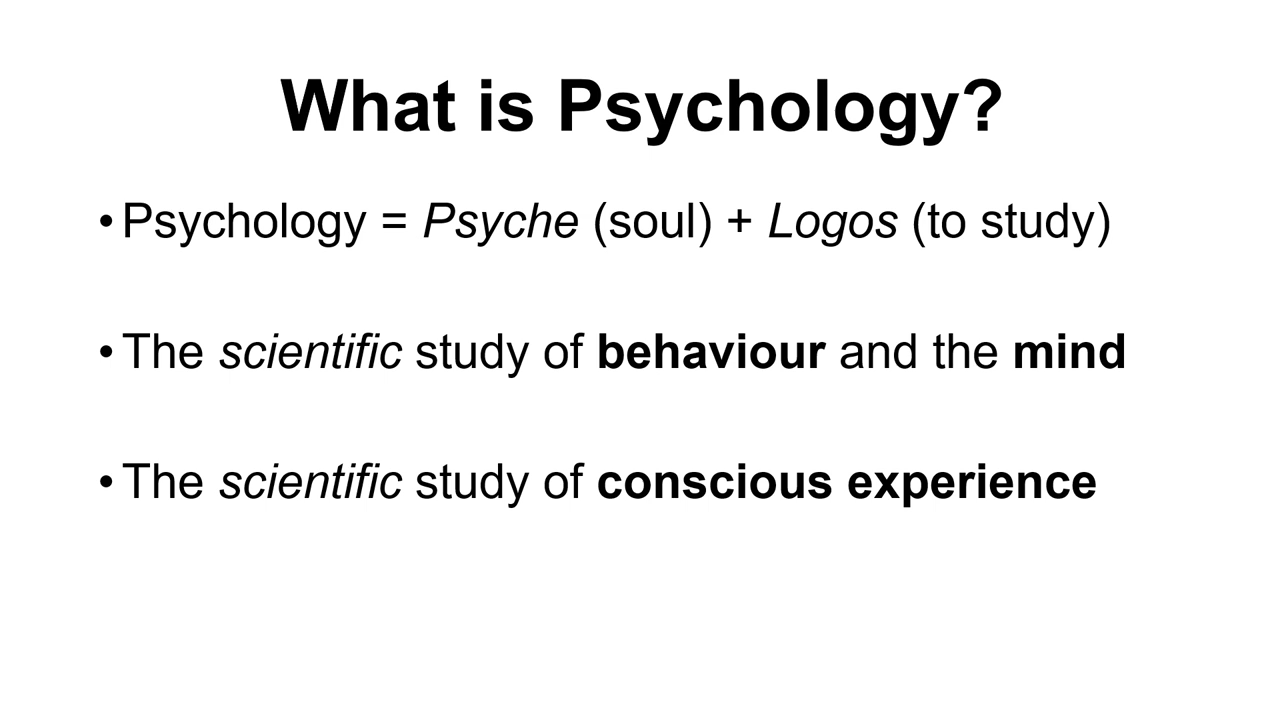 What is Psychology?
• Psychology = Psyche (soul) + Logos (to study)
• The scientific study of behaviour and the mind
• The scientific study of conscious experience